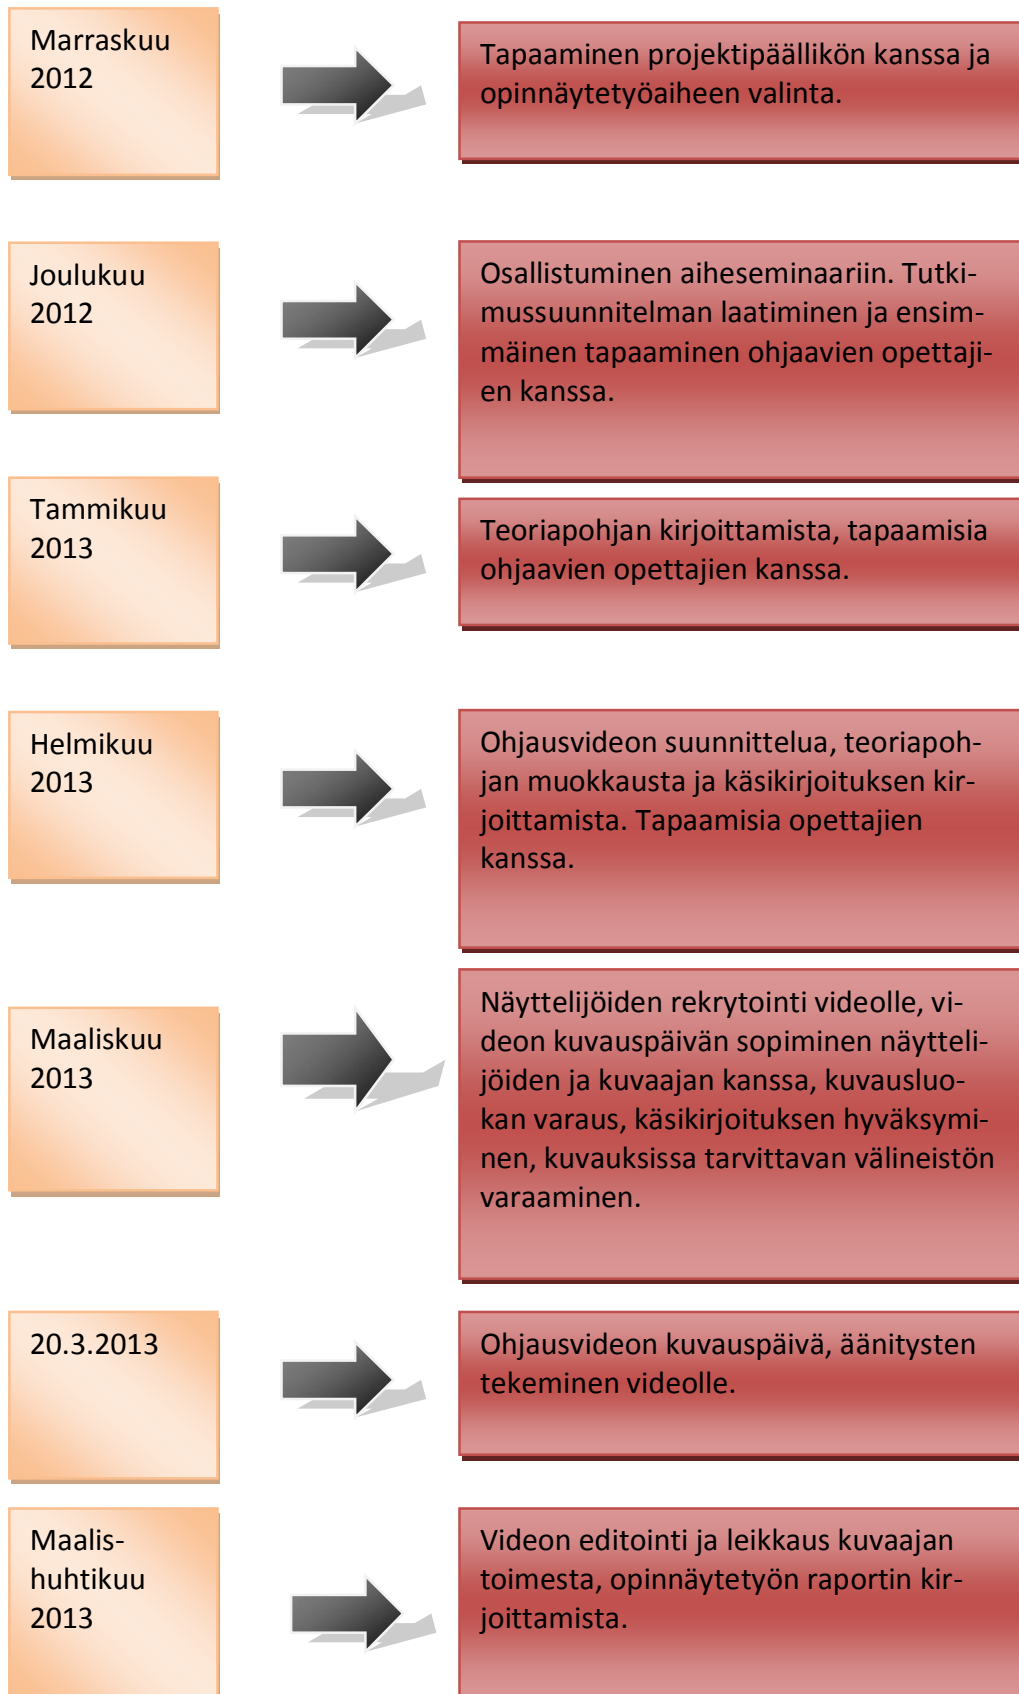 Marraskuu
2012
Tapaaminen projektipäällikön kanssa ja
opinnäytetyöaiheen valinta.
Joulukuu
2012
Osallistuminen aiheseminaariin. Tutki-
mussuunnitelman laatiminen ja ensim-
mäinen tapaaminen ohjaavien opettaji-
en kanssa.
Tammikuu
2013
Teoriapohjan kirjoittamista, tapaamisia
ohjaavien opettajien kanssa.
Helmikuu
2013
Ohjausvideon suunnittelua, teoriapoh-
jan muokkausta ja käsikirjoituksen kir-
joittamista. Tapaamisia opettajien
kanssa.
Maaliskuu
2013
Näyttelijöiden rekrytointi videolle, vi-
deon kuvauspäivän sopiminen näytteli-
jöiden ja kuvaajan kanssa, kuvausluo-
kan varaus, käsikirjoituksen hyväksymi-
nen, kuvauksissa tarvittavan välineistön
varaaminen.
20.3.2013
Ohjausvideon kuvauspäivä, äänitysten
tekeminen videolle.
Maalis-
huhtikuu
2013
Videon editointi ja leikkaus kuvaajan
toimesta, opinnäytetyön raportin kir-
joittamista.